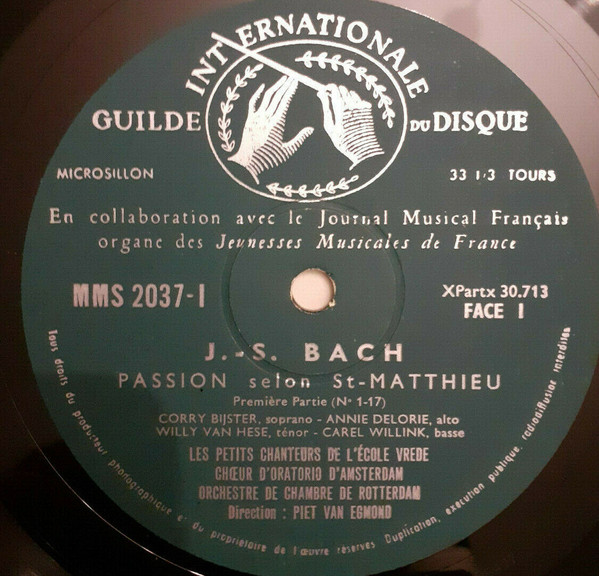 INTERNATIONALE
GUILDE DU DISQUE
MICROSILLON
33 1/3 TOURS
En collaboration avec le Journal Musical Français
organe des Jeunesses Musicales de France
MMS 2037-1
XPartx 30.713
FACE 1
J.-S. BACH
PASSION selon St-MATTHIEU
Première Partie (N° 1-17)
CORRY BIJSTER, soprano - ANNIE DELORIE, alto
WILLY VAN HESE, ténor - CAREL WILLINK, basse
LES PETITS CHANTEURS DE L'ÉCOLE VREDE
CHŒUR D'ORATORIO D'AMSTERDAM
ORCHESTRE DE CHAMBRE DE ROTTERDAM
Direction : PIET VAN EGMOND
Tous droits du producteur phonographique et du propriétaire de l'œuvre réservés Duplication, exécution publique, radiodiffusion interdites